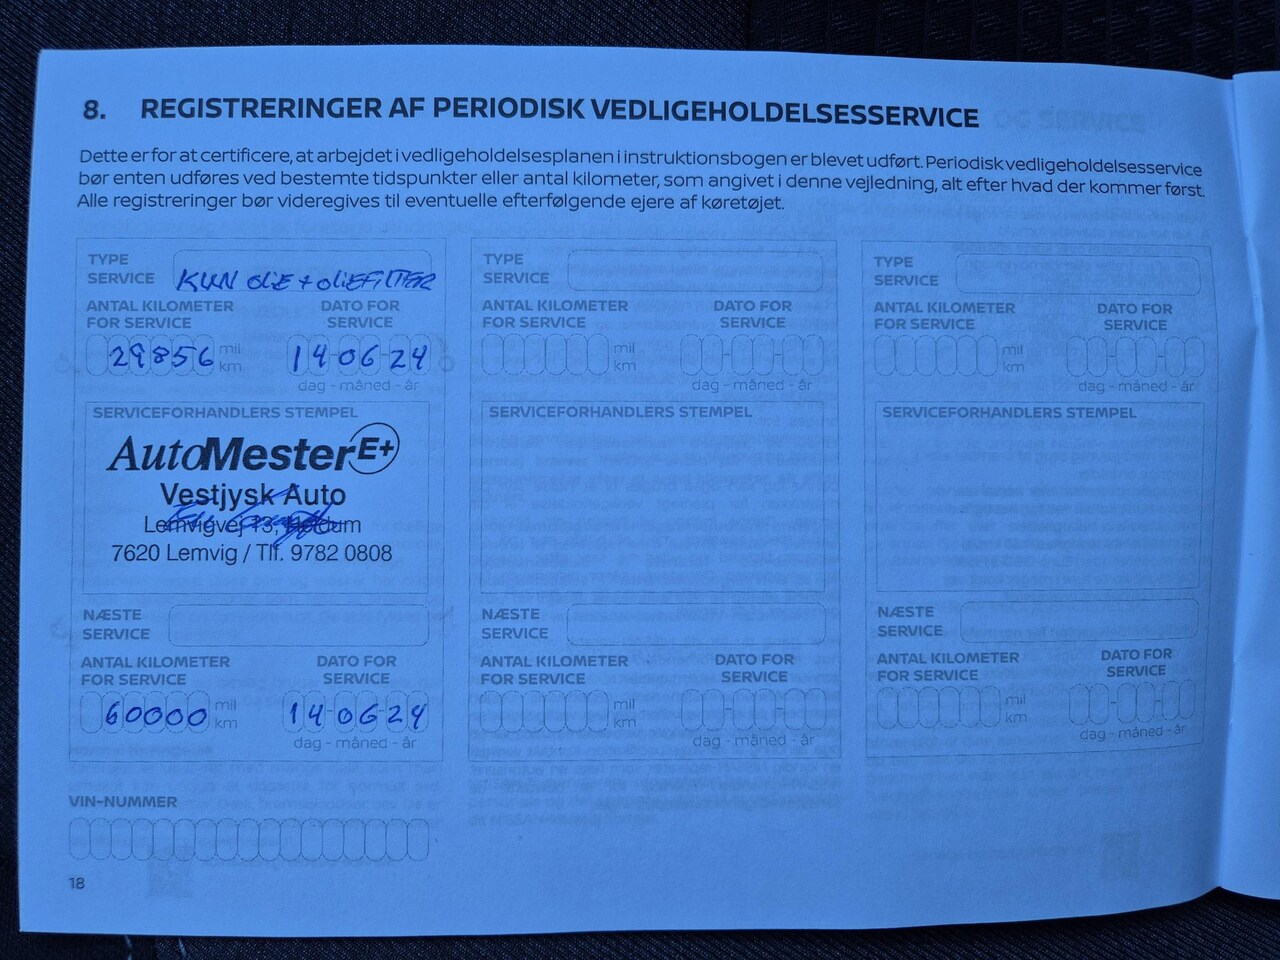 8. REGISTRERINGER AF PERIODISK VEDLIGEHOLDELSESSERVICE
Dette er for at certificere, at arbejdet i vedligeholdelsesplanen i instruktionsbogen er blevet udført. Periodisk vedligeholdelsesservice
bør enten udføres ved bestemte tidspunkter eller antal kilometer, som angivet i denne vejledning, alt efter hvad der kommer først.
Alle registreringer bør videregives til eventuelle efterfølgende ejere af køretøjet.
TYPE
SERVICE KUN OLIE + OLIEFILTER
ANTAL KILOMETER
FOR SERVICE
DATO FOR
SERVICE
29856 mil
km
14-06-24
dag - måned - år
SERVICEFORHANDLERS STEMPEL
AutoMester E+
Vestjysk Auto
Lemvigvej 13,
7620 Lemvig / Tlf. 9782 0808
NÆSTE
SERVICE
ANTAL KILOMETER
FOR SERVICE
DATO FOR
SERVICE
60000 mil
km
14-06-24
dag - måned - år
VIN-NUMMER
18
TYPE
SERVICE
ANTAL KILOMETER
FOR SERVICE
DATO FOR
SERVICE
mil
km
dag - måned - år
SERVICEFORHANDLERS STEMPEL
NÆSTE
SERVICE
ANTAL KILOMETER
FOR SERVICE
DATO FOR
SERVICE
mil
km
dag - måned - år
TYPE
SERVICE
ANTAL KILOMETER
FOR SERVICE
DATO FOR
SERVICE
mil
km
dag - måned - år
SERVICEFORHANDLERS STEMPEL
NÆSTE
SERVICE
ANTAL KILOMETER
FOR SERVICE
DATO FOR
SERVICE
mil
km
dag - måned - år